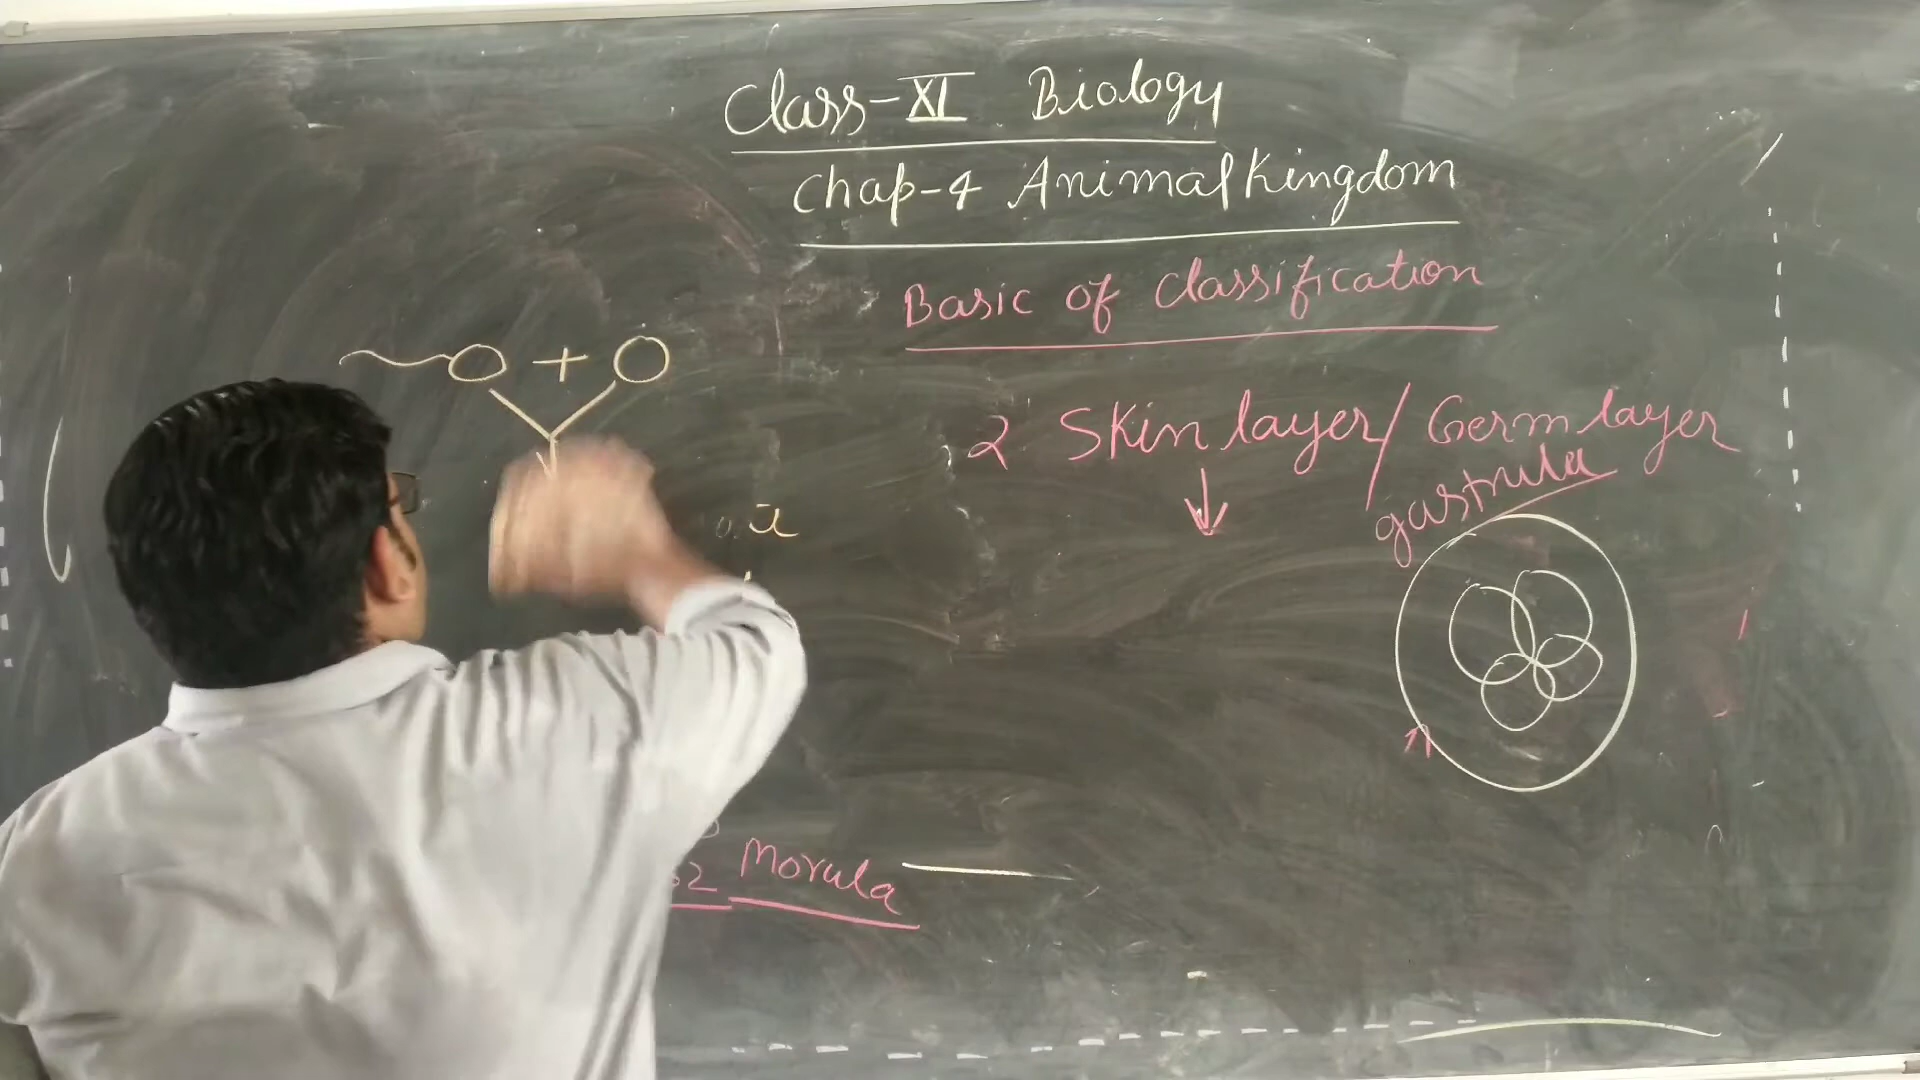 Class-XI Biology
Chap-4 Animal Kingdom
Basic of Classification
+
2 Skin layer/ Germ layer
gastrula
Morula